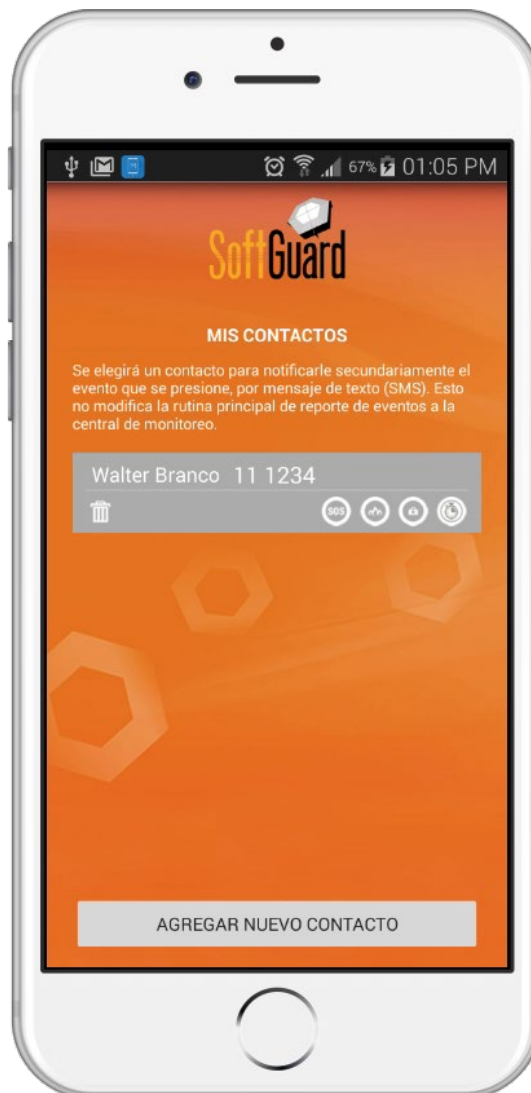 67% 01:05 PM
SoftGuard
MIS CONTACTOS
Se elegirá un contacto para notificarle secundariamente el
evento que se presione, por mensaje de texto (SMS). Esto
no modifica la rutina principal de reporte de eventos a la
central de monitoreo.
Walter Branco 11 1234
SOS
AGREGAR NUEVO CONTACTO